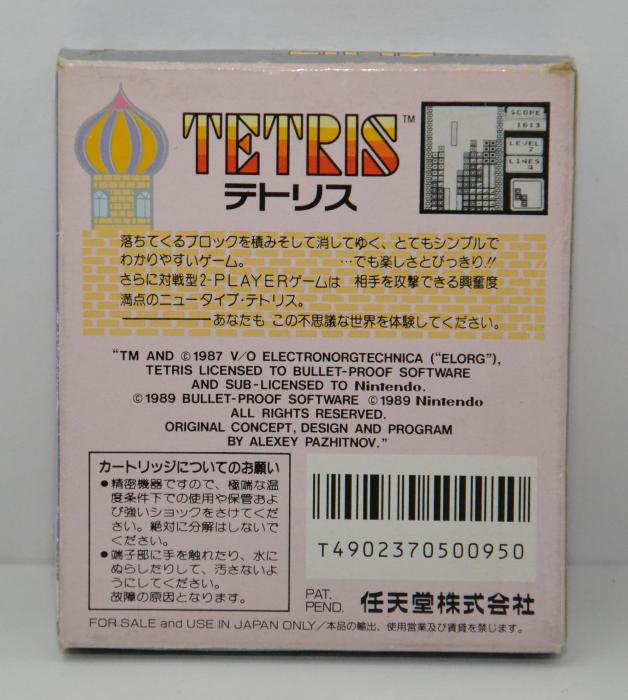 TETRIS™
テトリス
SCORE
1613
LEVEL
7
LINES
落ちてくるブロックを積みそして消してゆく、とてもシンプルで
わかりやすいゲーム。 …でも楽しさとびっきり!!
さらに対戦型2-PLAYERゲームは 相手を攻撃できる興奮度
満点のニュータイプ・テトリス。
————あなたも この不思議な世界を体験してください。
“TM AND ©1987 V/O ELECTRONORGTECHNICA (“ELORG”),
TETRIS LICENSED TO BULLET-PROOF SOFTWARE
AND SUB-LICENSED TO Nintendo.
©1989 BULLET-PROOF SOFTWARE ©1989 Nintendo
ALL RIGHTS RESERVED.
ORIGINAL CONCEPT, DESIGN AND PROGRAM
BY ALEXEY PAZHITNOV.”
カートリッジについてのお願い
●精密機器ですので、極端な温
度条件下での使用や保管およ
び強いショックをさけてくだ
さい。絶対に分解はしないで
ください。
●端子部に手を触れたり、水に
ぬらしたりして、汚さないよ
うにしてください。
故障の原因となります。
T4902370500950
PAT.
PEND.
任天堂株式会社
FOR SALE and USE IN JAPAN ONLY/本品の輸出、使用営業及び賃貸を禁じます。